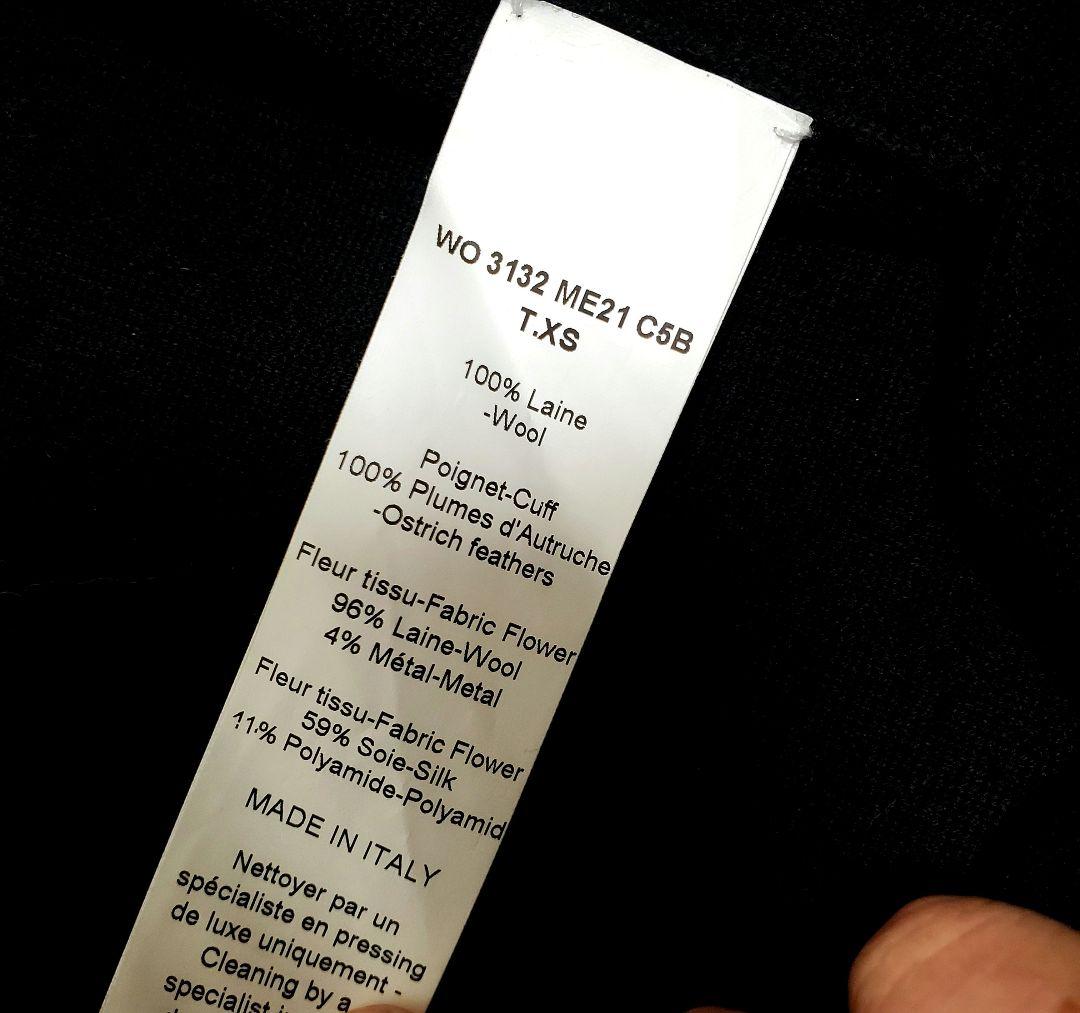 WO 3132 ME21 C5B
T.XS
100% Laine
-Wool
Poignet-Cuff
100% Plumes d'Autruche
-Ostrich feathers
Fleur tissu-Fabric Flower
96% Laine-Wool
4% Métal-Metal
Fleur tissu-Fabric Flower
59% Soie-Silk
11% Polyamide-Polyamid
MADE IN ITALY
Nettoyer par un
spécialiste en pressing
de luxe uniquement -
Cleaning by a
specialist